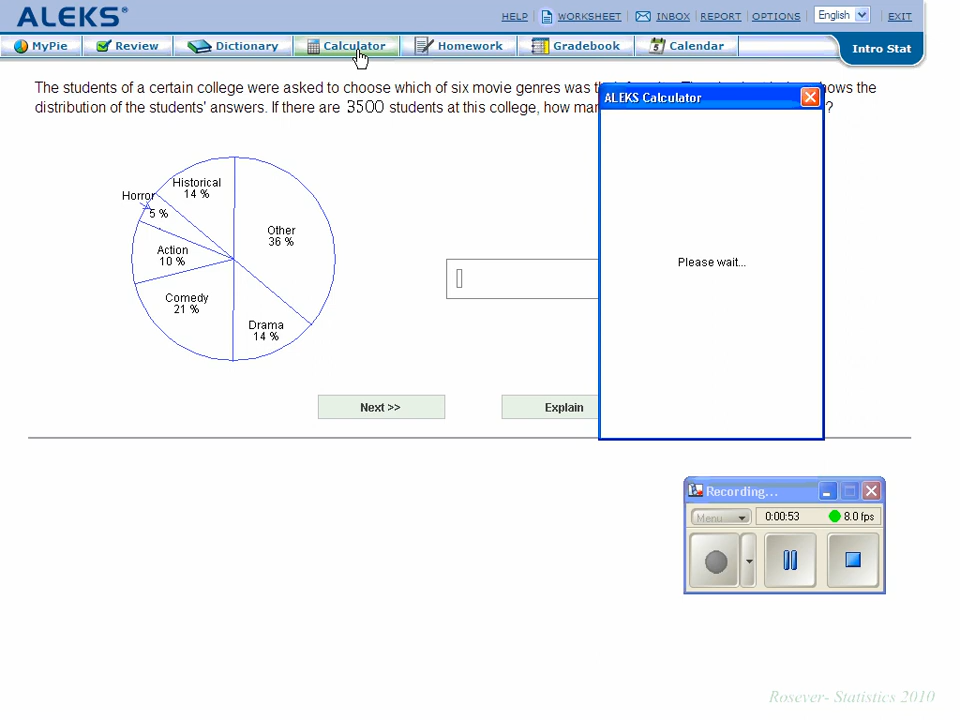 ALEKS®
HELP WORKSHEET INBOX REPORT OPTIONS English EXIT
MyPie Review Dictionary Calculator Homework Gradebook Calendar Intro Stat
The students of a certain college were asked to choose which of six movie genres was
distribution of the students' answers. If there are 3500 students at this college, how
hows the
?
ALEKS Calculator
Please wait...
Historical
14 %
Horror
5 %
Other
36 %
Action
10 %
Comedy
21 %
Drama
14 %
Next >>
Explain
Recording...
Menu 0:00:53 8.0 fps
Rosever- Statistics 2010